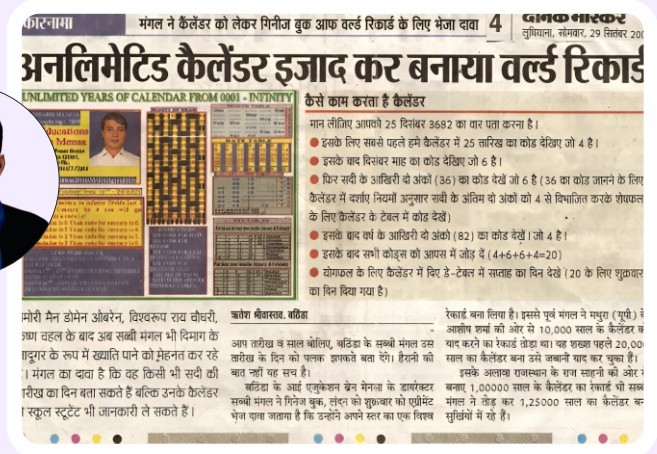 कारनामा
मंगल ने कैलेंडर को लेकर गिनीज बुक आफ वर्ल्ड रिकार्ड के लिए भेजा दावा
4
दैनिक भास्कर
लुधियाना, सोमवार, 29 सितंबर
अनलिमेटिड कैलेंडर इजाद कर बनाया वर्ल्ड रिकार्ड
UNLIMITED YEARS OF CALENDAR FROM 0001 - INFINITY
कैसे काम करता है कैलेंडर
मान लीजिए आपको 25 दिसंबर 3682 का वार पता करना है।
इसके लिए सबसे पहले हमे कैलेंडर में 25 तारिख का कोड देखिए जो 4 है।
इसके बाद दिसंबर माह का कोड देखिए जो 6 है।
फिर सदी के आखिरी दो अंकों (36) का कोड देखें जो 6 है (36 का कोड जानने के लिए
कैलेंडर में दर्शाए नियमों अनुसार सदी के अंतिम दो अंकों को 4 से विभाजित करके शेषफल
के लिए कैलेंडर के टेबल में कोड देखें)
इसके बाद वर्ष के आखिरी दो अंको (82) का कोड देखें। जो 4 है।
इसके बाद सभी कोड्स को आपस में जोड़ दें (4+6+6+4=20)
योगफल के लिए कैलेंडर में दिए डे-टेबल में सप्ताह का दिन देखें (20 के लिए शुक्रवार
का दिन दिया गया है)
मोरी मैन डोमेन ओबरेन, विश्वरूप राय चौधरी,
वहल के बाद अब सब्बी मंगल भी दिमाग के
जादूगर के रूप में ख्याति पाने को मेहनत कर रहे
। मंगल का दावा है कि वह किसी भी सदी की
तारीख का दिन बता सकते हैं बल्कि उनके कैलेंडर
स्कूल स्टूटेंट भी जानकारी ले सकते हैं।
ऋतेश श्रीवास्तव. बठिंडा
आप तारीख व साल बोलिए, बठिंडा के सब्बी मंगल उस
तारीख के दिन को पलक झपकते बता देंगे। हैरानी की
बात नहीं यह सच है।
बठिंडा के आई एजुकेशन ब्रेन मेनसा के डायरेक्टर
सब्बी मंगल ने गिनेज बुक, लंदन को शुक्रवार को एग्रीमेंट
भेज दावा जताया है कि उन्होंने अपने स्तर का एक विश्व
रेकार्ड बना लिया है। इससे पूर्व मंगल ने मथुरा (यूपी) के
आशीष शर्मा की ओर से 10,000 साल के कैलेंडर को
याद करने का रेकार्ड तोड़ा था। यह शख्श पहले 20,000
साल का कैलेंडर बना उसे जबानी याद कर चुका है।
इसके अलावा राजस्थान के राज साहनी की ओर से
बनाए 1,00000 साल के कैलेंडर का रेकार्ड भी सब्बी
मंगल ने तोड़ कर 1,25000 साल का कैलेंडर बना
सुर्खियों में रहे हैं।